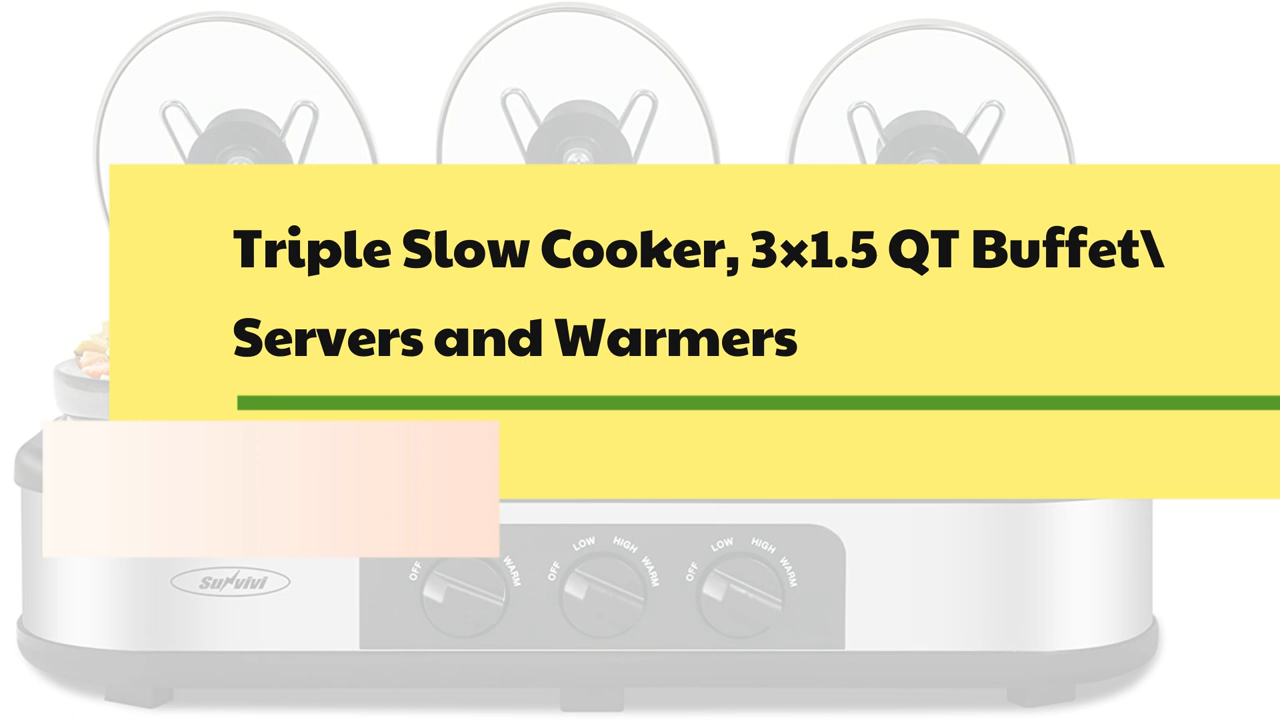 Triple Slow Cooker, 3×1.5 QT Buffet\
Servers and Warmers
Sunvivi
OFF WARM
OFF LOW HIGH WARM
OFF LOW HIGH WARM